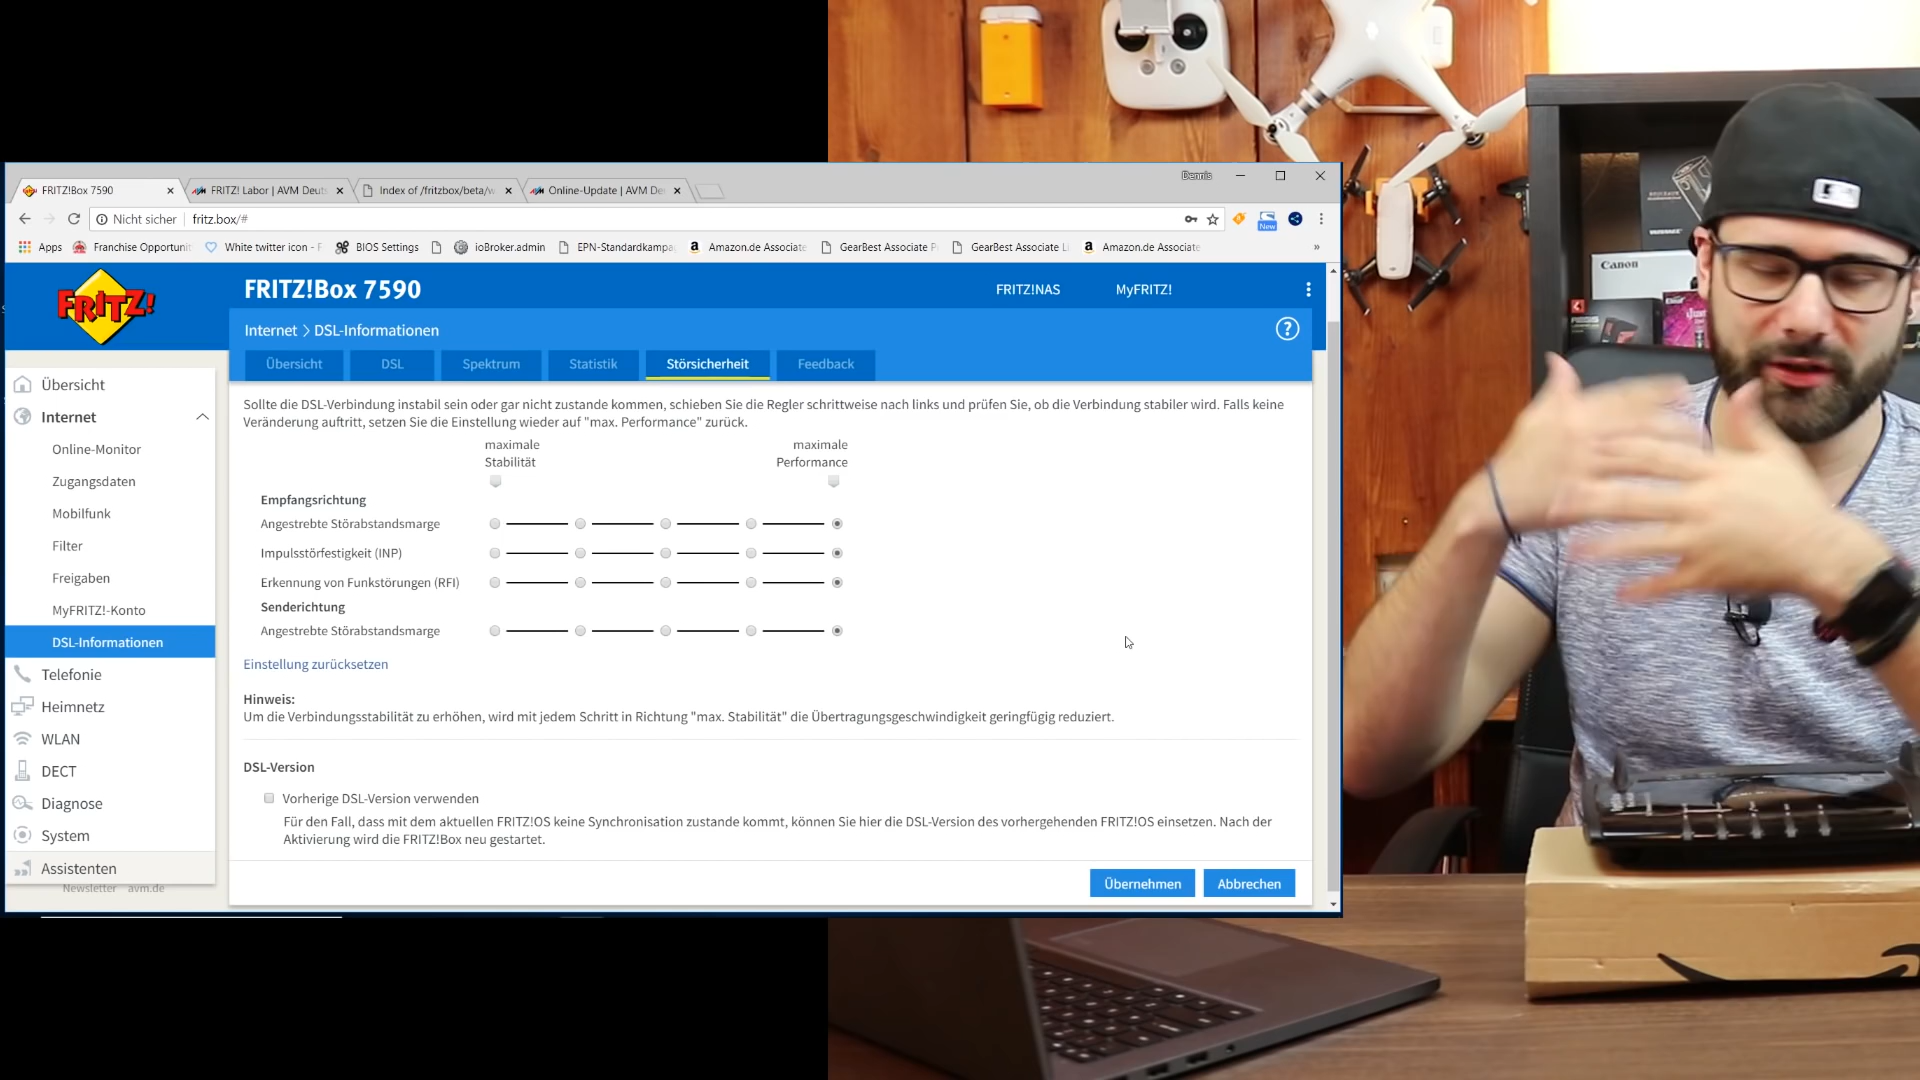 Dennis
FRITZ!Box 7590
FRITZ! Labor | AVM Deuts
Index of /fritzbox/beta/w
Online-Update | AVM De
Nicht sicher
fritz.box/#
New
Apps
Franchise Opportuni
White twitter icon - F
BIOS Settings
ioBroker.admin
EPN-Standardkampa
Amazon.de Associate
GearBest Associate P
GearBest Associate Li
Amazon.de Associate
»
FRITZ!
FRITZ!Box 7590
FRITZ!NAS
MyFRITZ!
Internet > DSL-Informationen
?
Übersicht
DSL
Spektrum
Statistik
Störsicherheit
Feedback
Übersicht
Internet
Online-Monitor
Zugangsdaten
Mobilfunk
Filter
Freigaben
MyFRITZ!-Konto
DSL-Informationen
Telefonie
Heimnetz
WLAN
DECT
Diagnose
System
Assistenten
Newsletter
avm.de
Sollte die DSL-Verbindung instabil sein oder gar nicht zustande kommen, schieben Sie die Regler schrittweise nach links und prüfen Sie, ob die Verbindung stabiler wird. Falls keine
Veränderung auftritt, setzen Sie die Einstellung wieder auf "max. Performance" zurück.
maximale
Stabilität
maximale
Performance
Empfangsrichtung
Angestrebte Störabstandsmarge
Impulsstörfestigkeit (INP)
Erkennung von Funkstörungen (RFI)
Senderichtung
Angestrebte Störabstandsmarge
Einstellung zurücksetzen
Hinweis:
Um die Verbindungsstabilität zu erhöhen, wird mit jedem Schritt in Richtung "max. Stabilität" die Übertragungsgeschwindigkeit geringfügig reduziert.
DSL-Version
Vorherige DSL-Version verwenden
Für den Fall, dass mit dem aktuellen FRITZ!OS keine Synchronisation zustande kommt, können Sie hier die DSL-Version des vorhergehenden FRITZ!OS einsetzen. Nach der
Aktivierung wird die FRITZ!Box neu gestartet.
Übernehmen
Abbrechen
Canon